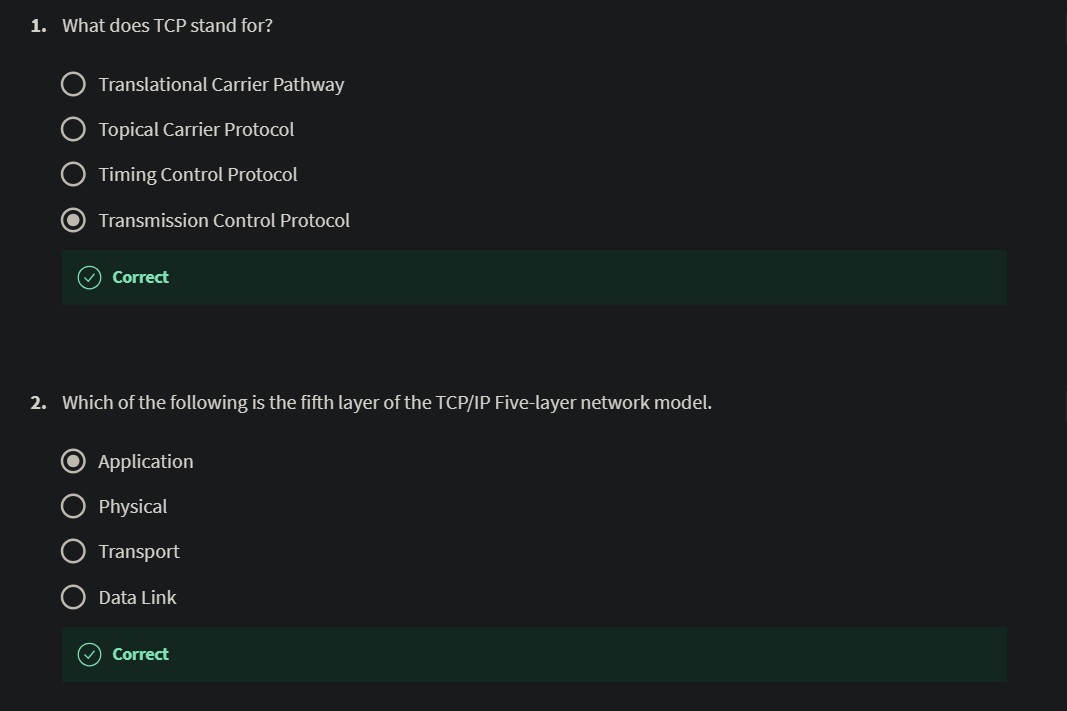 1. What does TCP stand for?
Translational Carrier Pathway
Topical Carrier Protocol
Timing Control Protocol
Transmission Control Protocol
Correct
2. Which of the following is the fifth layer of the TCP/IP Five-layer network model.
Application
Physical
Transport
Data Link
Correct